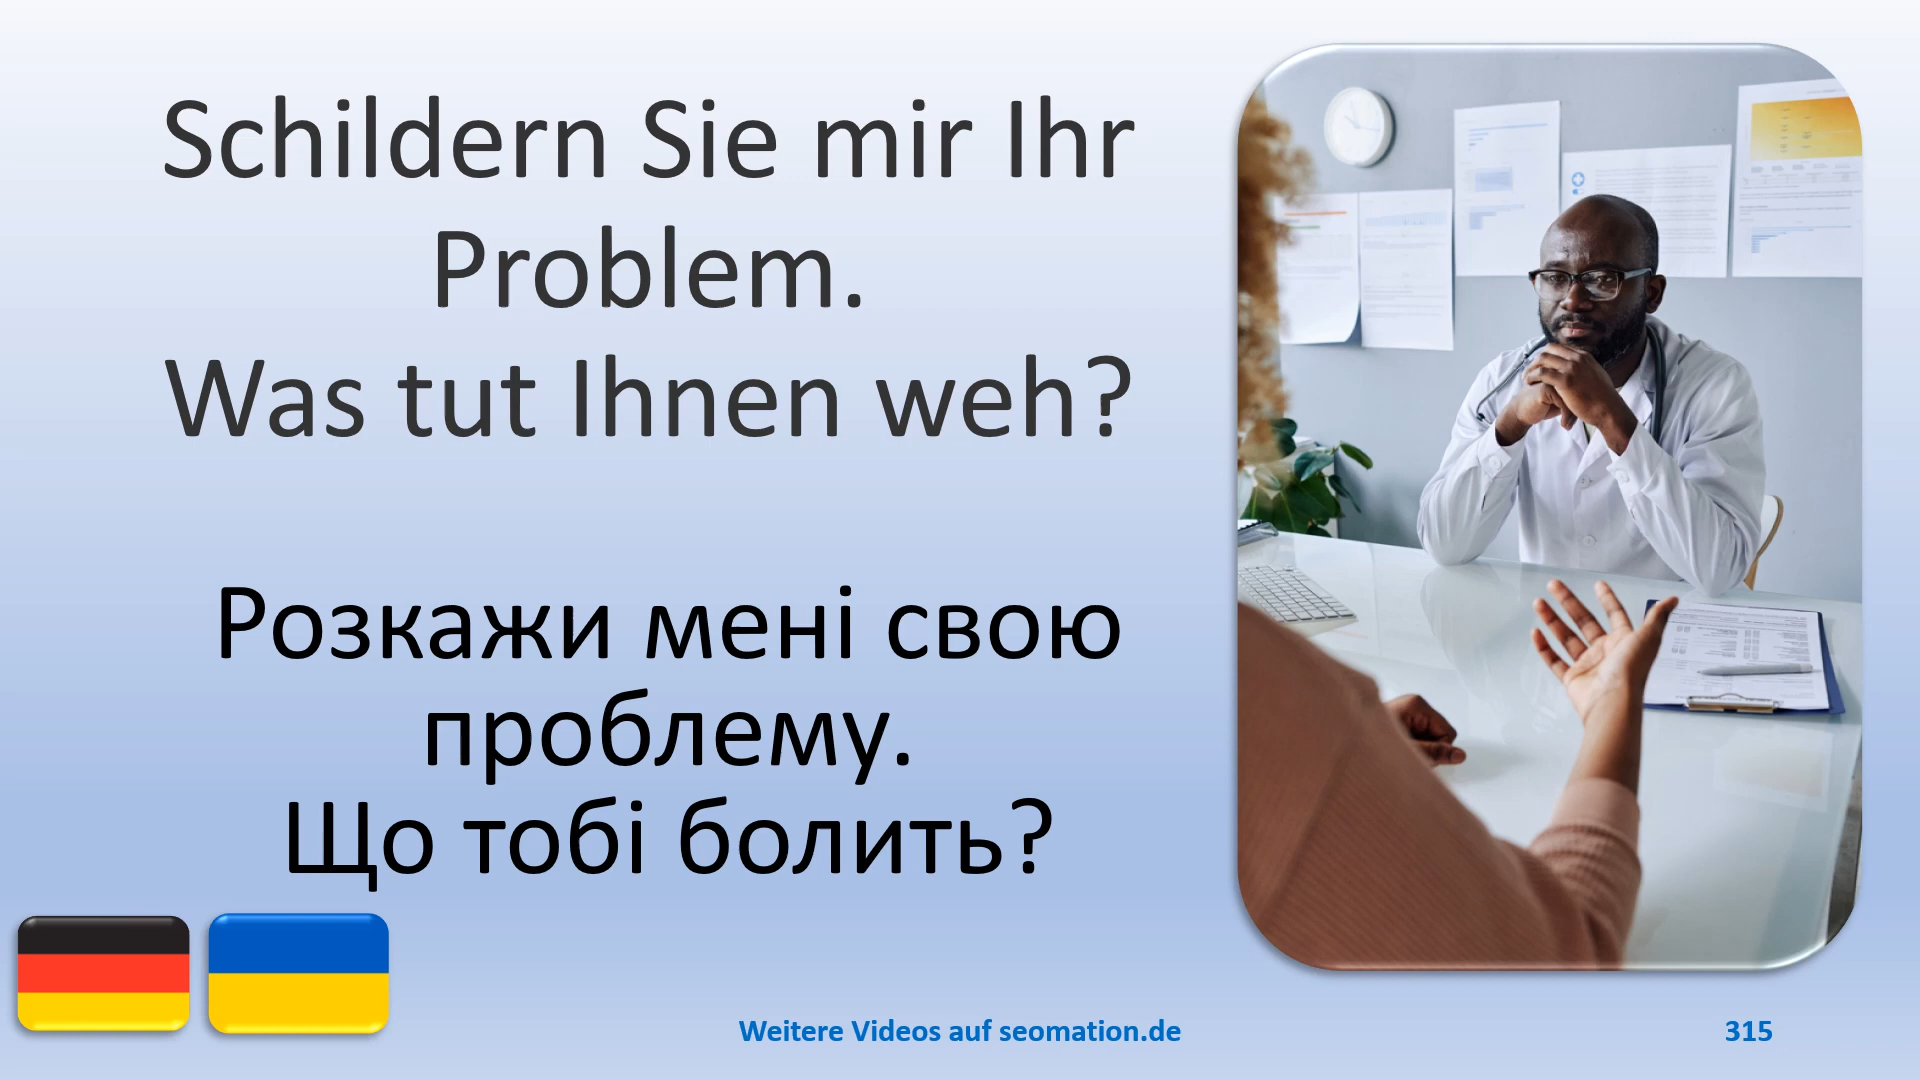 Schildern Sie mir Ihr
Problem.
Was tut Ihnen weh?
Розкажи мені свою
проблему.
Що тобі болить?
Weitere Videos auf seomation.de
315